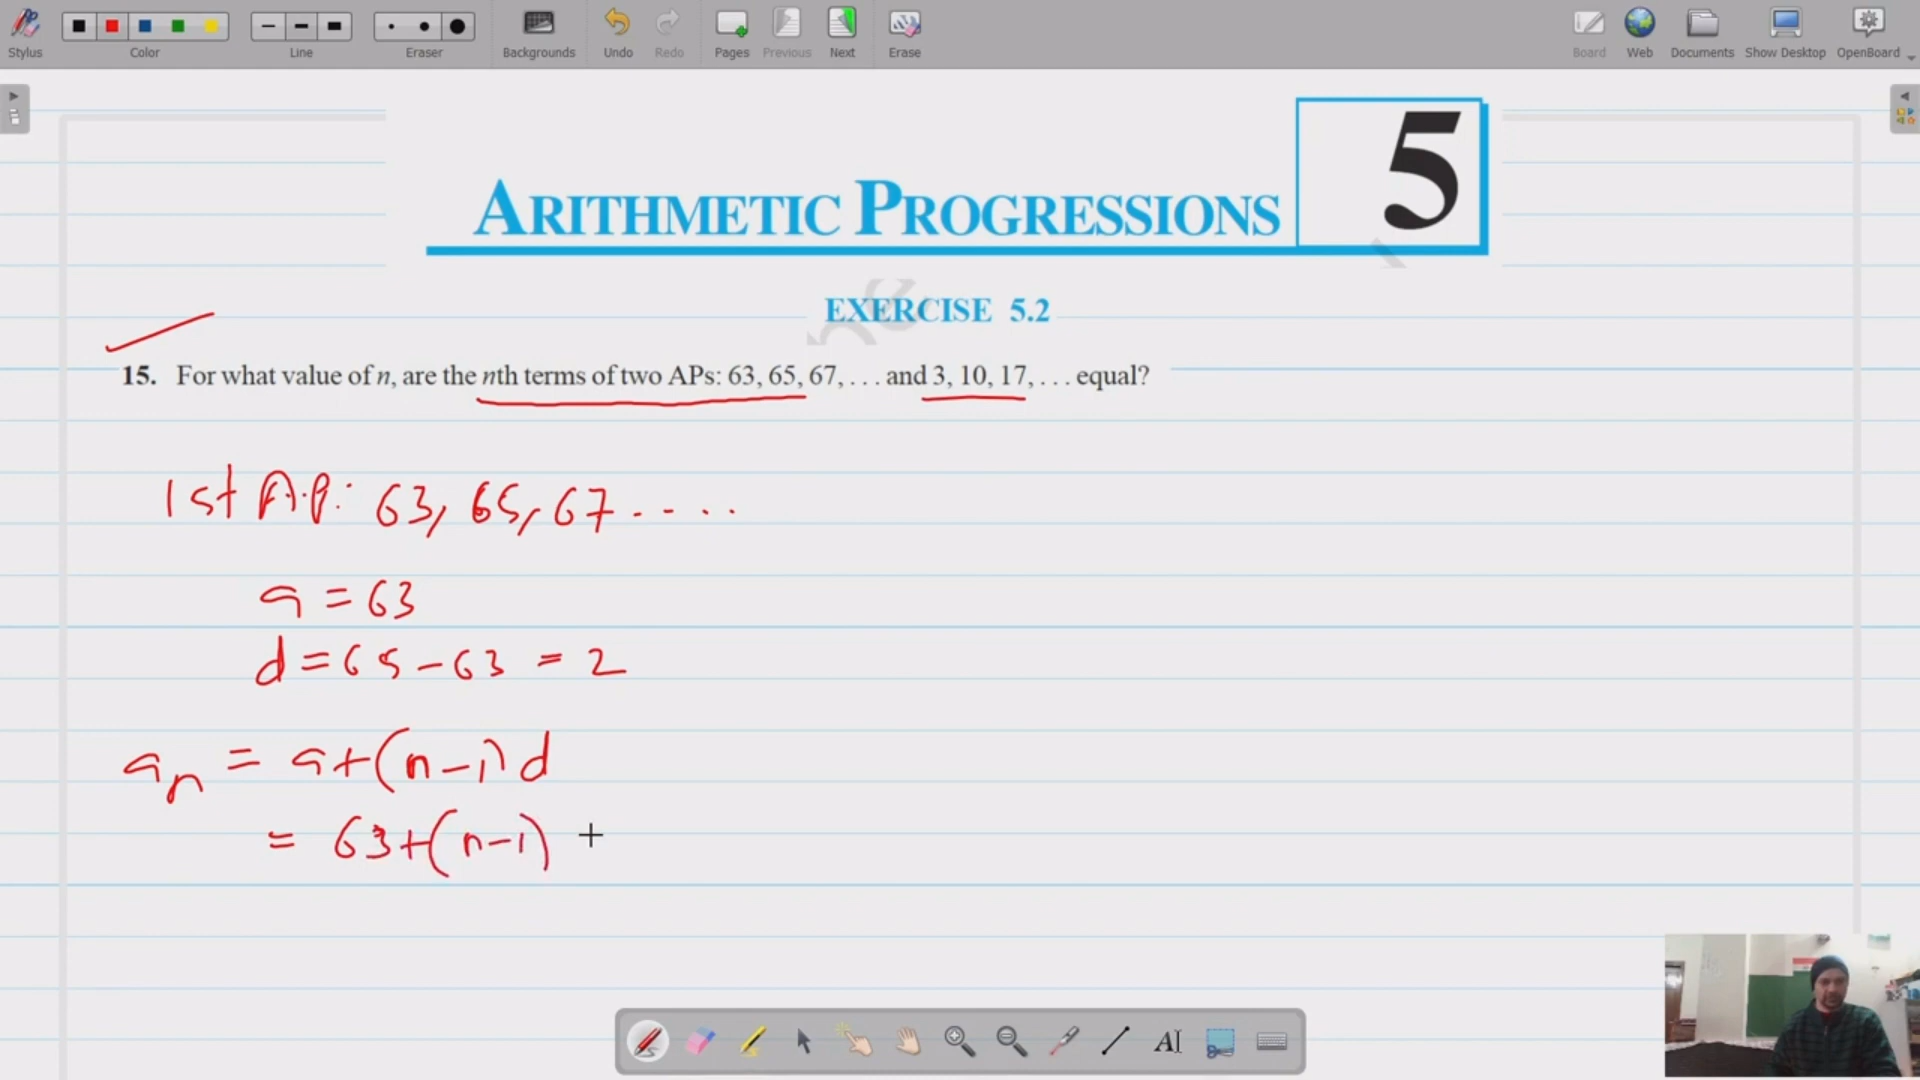 Stylus
Color
Line
Eraser
Backgrounds
Undo
Redo
Pages
Previous
Next
Erase
Board
Web
Documents
Show Desktop
OpenBoard
ARITHMETIC PROGRESSIONS
5
EXERCISE 5.2
15. For what value of n, are the nth terms of two APs: 63, 65, 67, . . . and 3, 10, 17, . . . equal?
1st A.P: 63, 65, 67 . . . .
a = 63
d = 65 - 63 = 2
aₙ = a+(n-1)d
= 63+(n-1)
AI